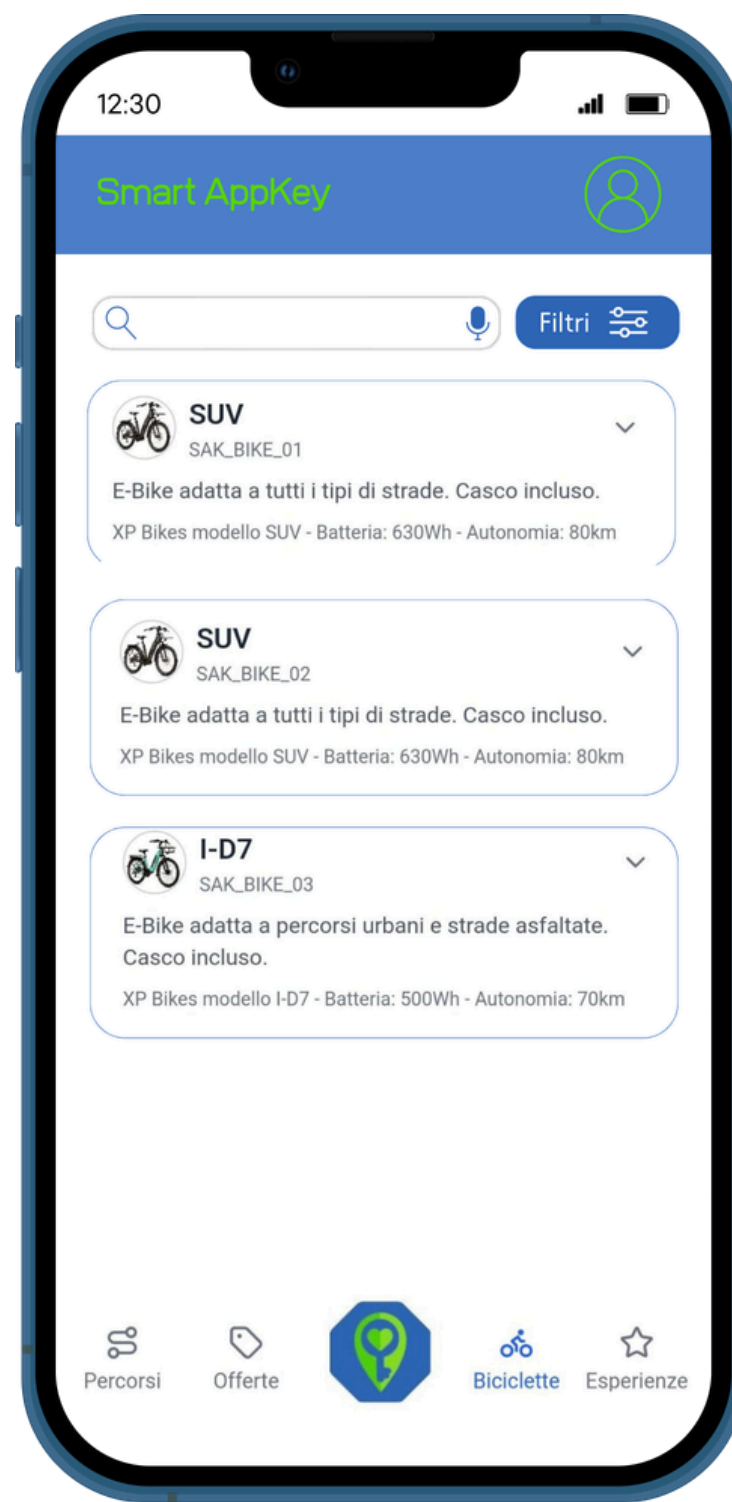 12:30
Smart AppKey
Filtri
SUV
SAK_BIKE_01
E-Bike adatta a tutti i tipi di strade. Casco incluso.
XP Bikes modello SUV - Batteria: 630Wh - Autonomia: 80km
SUV
SAK_BIKE_02
E-Bike adatta a tutti i tipi di strade. Casco incluso.
XP Bikes modello SUV - Batteria: 630Wh - Autonomia: 80km
I-D7
SAK_BIKE_03
E-Bike adatta a percorsi urbani e strade asfaltate.
Casco incluso.
XP Bikes modello I-D7 - Batteria: 500Wh - Autonomia: 70km
Percorsi Offerte Biciclette Esperienze